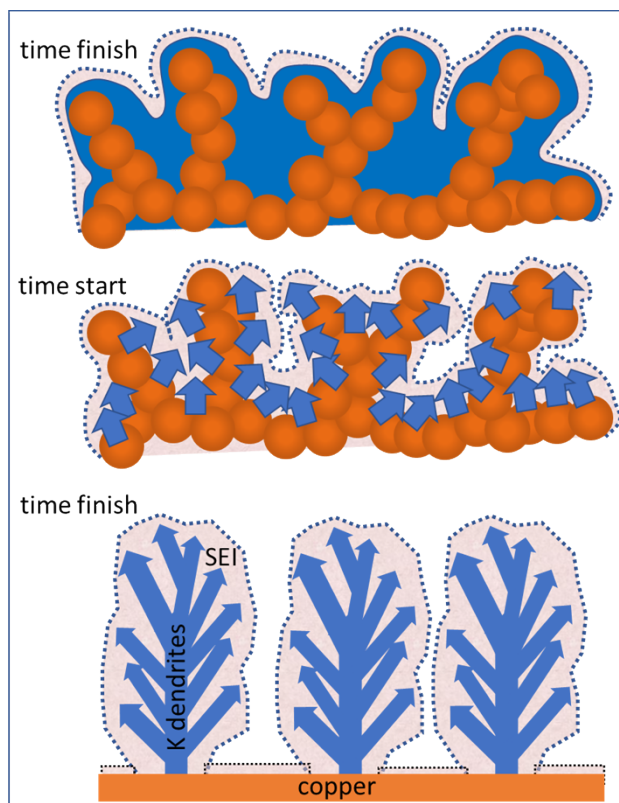 time finish
time start
time finish
SEI
K dendrites
copper